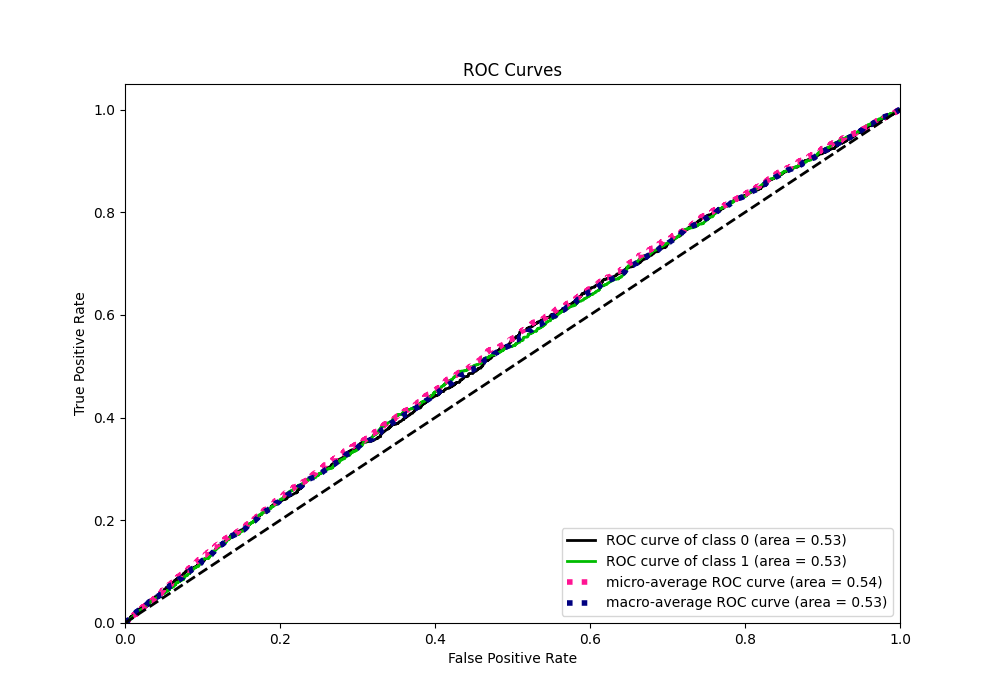 ROC Curves
True Positive Rate
1.0
0.8
0.6
0.4
0.2
0.0
0.0 0.2 0.4 0.6 0.8 1.0
False Positive Rate
ROC curve of class 0 (area = 0.53)
ROC curve of class 1 (area = 0.53)
micro-average ROC curve (area = 0.54)
macro-average ROC curve (area = 0.53)